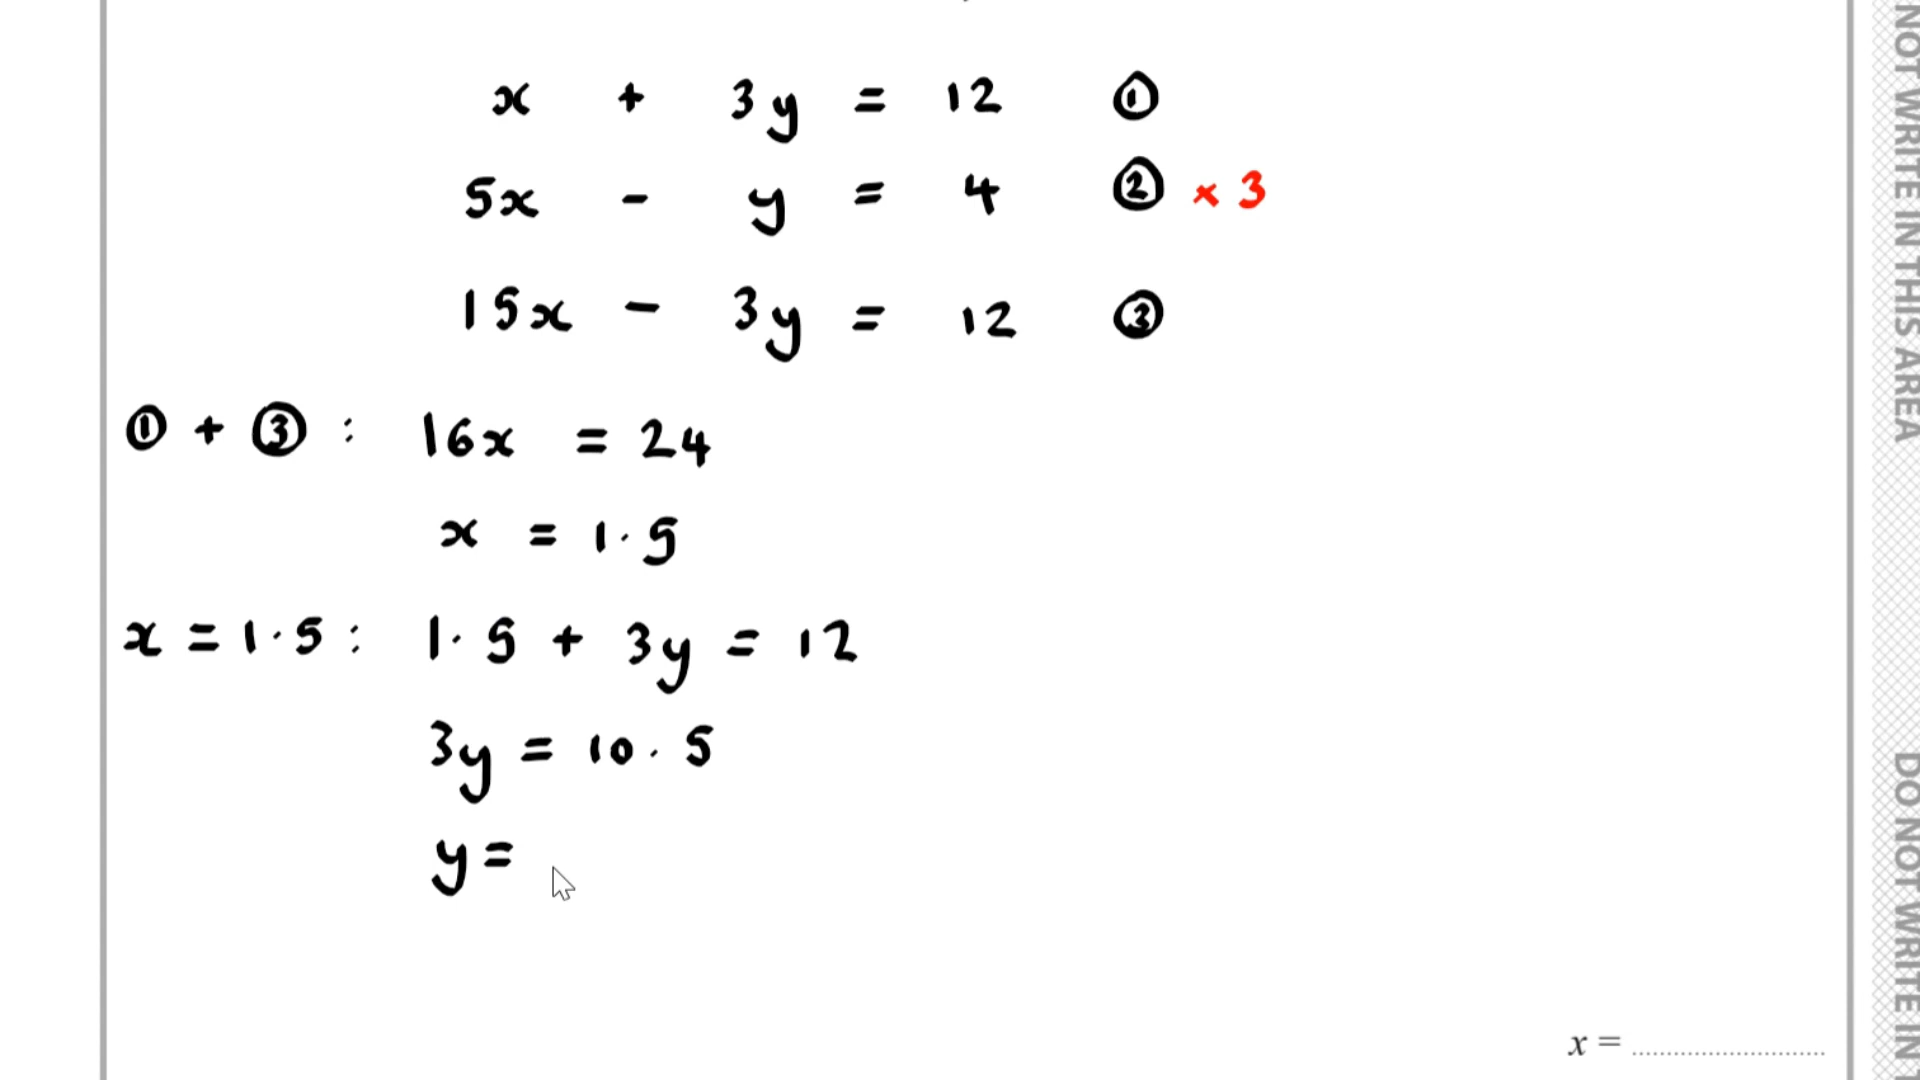 x + 3y = 12 ①
5x - y = 4 ② × 3
15x - 3y = 12 ③
① + ③ : 16x = 24
x = 1.5
x = 1.5 : 1.5 + 3y = 12
3y = 10.5
y =
x = ............................
NOT WRITE IN THIS AREA
DO NOT WRITE IN